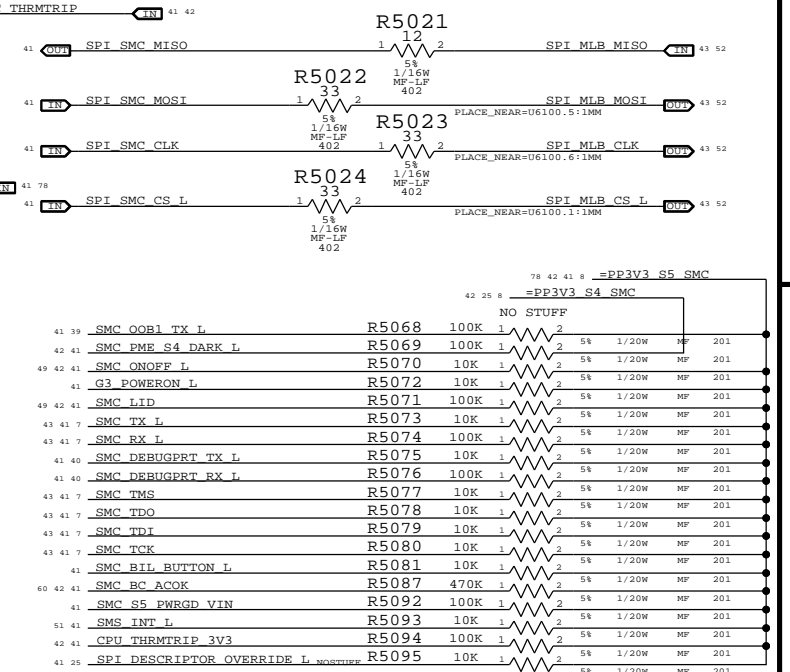 THRMTRIP IN 41 42
R5021
41 OUT SPI_SMC_MISO 1 12 2 SPI_MLB_MISO IN 43 52
5%
1/16W
MF-LF
402
R5022
41 IN SPI_SMC_MOSI 1 33 2 SPI_MLB_MOSI OUT 43 52
5%
1/16W
MF-LF
402
PLACE_NEAR=U6100.5:1MM
R5023
41 IN SPI_SMC_CLK 1 33 2 SPI_MLB_CLK OUT 43 52
5%
1/16W
MF-LF
402
PLACE_NEAR=U6100.6:1MM
IN 41 78
R5024
41 IN SPI_SMC_CS_L 1 33 2 SPI_MLB_CS_L OUT 43 52
5%
1/16W
MF-LF
402
PLACE_NEAR=U6100.1:1MM
78 42 41 8 =PP3V3_S5_SMC
42 25 8 =PP3V3_S4_SMC
NO STUFF
41 39 SMC_OOB1_TX_L R5068 100K 1 2 5% 1/20W MF 201
42 41 SMC_PME_S4_DARK_L R5069 100K 1 2 5% 1/20W MF 201
49 42 41 SMC_ONOFF_L R5070 10K 1 2 5% 1/20W MF 201
41 G3_POWERON_L R5072 10K 1 2 5% 1/20W MF 201
49 42 41 SMC_LID R5071 100K 1 2 5% 1/20W MF 201
43 41 7 SMC_TX_L R5073 10K 1 2 5% 1/20W MF 201
43 41 7 SMC_RX_L R5074 100K 1 2 5% 1/20W MF 201
41 40 SMC_DEBUGPRT_TX_L R5075 10K 1 2 5% 1/20W MF 201
41 40 SMC_DEBUGPRT_RX_L R5076 100K 1 2 5% 1/20W MF 201
43 41 7 SMC_TMS R5077 10K 1 2 5% 1/20W MF 201
43 41 7 SMC_TDO R5078 10K 1 2 5% 1/20W MF 201
43 41 7 SMC_TDI R5079 10K 1 2 5% 1/20W MF 201
43 41 7 SMC_TCK R5080 10K 1 2 5% 1/20W MF 201
41 SMC_BIL_BUTTON_L R5081 10K 1 2 5% 1/20W MF 201
60 42 41 SMC_BC_ACOK R5087 470K 1 2 5% 1/20W MF 201
41 SMC_S5_PWRGD_VIN R5092 100K 1 2 5% 1/20W MF 201
51 41 SMS_INT_L R5093 10K 1 2 5% 1/20W MF 201
42 41 CPU_THRMTRIP_3V3 R5094 100K 1 2 5% 1/20W MF 201
41 25 SPI_DESCRIPTOR_OVERRIDE_L NOSTUFF R5095 10K 1 2 5% 1/20W MF 201